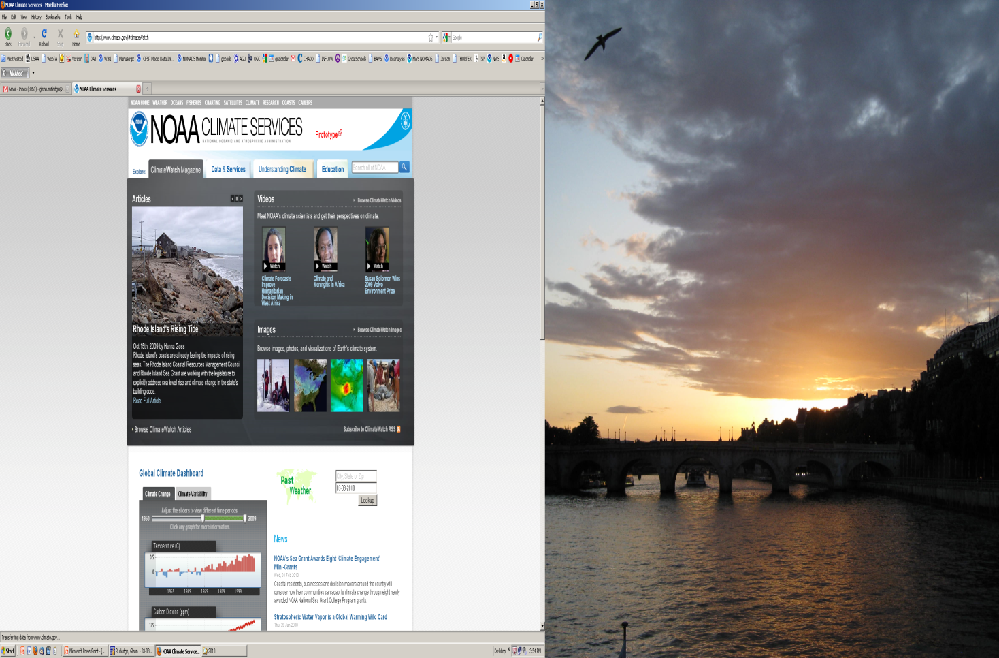 NOAA Climate Services - Mozilla Firefox
File Edit View History Bookmarks Tools Help
Back Forward Reload Stop Home
http://www.climate.gov/#climateWatch
Google
Most Visited USAA WebTA Verizon DAB WIKI Manuscript CFSR Model Data Int... NOMADS Monitor geo-ide AGU OGC gcalendar CHADD INFLOW GreatSchools BAMS Reanalysis NWS NOMADS Jordan THORPEX TSP NWS Calendar »
McAfee
Gmail - Inbox (3351) - glenn.rutledge@... NOAA Climate Services
NOAA HOME WEATHER OCEANS FISHERIES CHARTING SATELLITES CLIMATE RESEARCH COASTS CAREERS
NOAA CLIMATE SERVICES
NATIONAL OCEANIC AND ATMOSPHERIC ADMINISTRATION
Prototype
Explore: ClimateWatch Magazine Data & Services Understanding Climate Education Search all of NOAA
Articles
Rhode Island's Rising Tide
Oct 15th, 2009 by Hanna Goss
Rhode Island's coasts are already feeling the impacts of rising
seas. The Rhode Island Coastal Resources Management Council
and Rhode Island Sea Grant are working with the legislature to
explicitly address sea level rise and climate change in the state's
building code.
Read Full Article
Browse ClimateWatch Articles
Videos
Browse ClimateWatch Videos
Meet NOAA's climate scientists and get their perspectives on climate.
Watch
Climate Forecasts
Improve
Humanitarian
Decision Making in
West Africa
Watch
Climate and
Meningitis in Africa
Watch
Susan Solomon Wins
2009 Volvo
Environment Prize
Images
Browse ClimateWatch Images
Browse images, photos, and visualizations of Earth's climate system.
Subscribe to ClimateWatch RSS
Global Climate Dashboard
Climate Change Climate Variability
Adjust the sliders to view different time periods.
1950 2009
Click any graph for more information.
Temperature (C)
0.5
0
1959 1969 1979 1989 1999
Carbon Dioxide (ppm)
375
Past
Weather
City, State or Zip
03-03-2010
Lookup
News
NOAA's Sea Grant Awards Eight 'Climate Engagement'
Mini-Grants
Wed, 03 Feb 2010
Coastal residents, businesses and decision-makers around the county will
consider how their communities can adapt to climate change through eight newly
awarded NOAA National Sea Grant College Program grants.
Stratospheric Water Vapor is a Global Warming Wild Card
Thu, 28 Jan 2010
Transferring data from www.climate.gov...
Start Microsoft PowerPoint - [... Rutledge, Glenn - 03-08... NOAA Climate Service... 2010 Desktop » 3:54 PM